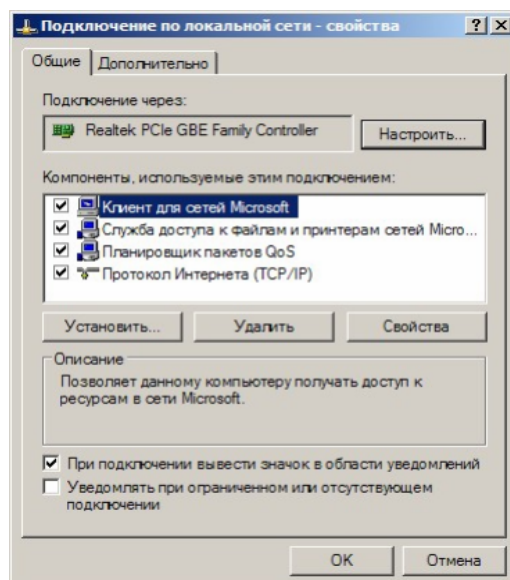 Подключение по локальной сети - свойства
Общие
Дополнительно
Подключение через:
Realtek PCIe GBE Family Controller
Настроить...
Компоненты, используемые этим подключением:
Клиент для сетей Microsoft
Служба доступа к файлам и принтерам сетей Micro...
Планировщик пакетов QoS
Протокол Интернета (TCP/IP)
Установить...
Удалить
Свойства
Описание
Позволяет данному компьютеру получать доступ к
ресурсам в сети Microsoft.
При подключении вывести значок в области уведомлений
Уведомлять при ограниченном или отсутствующем
подключении
OK
Отмена